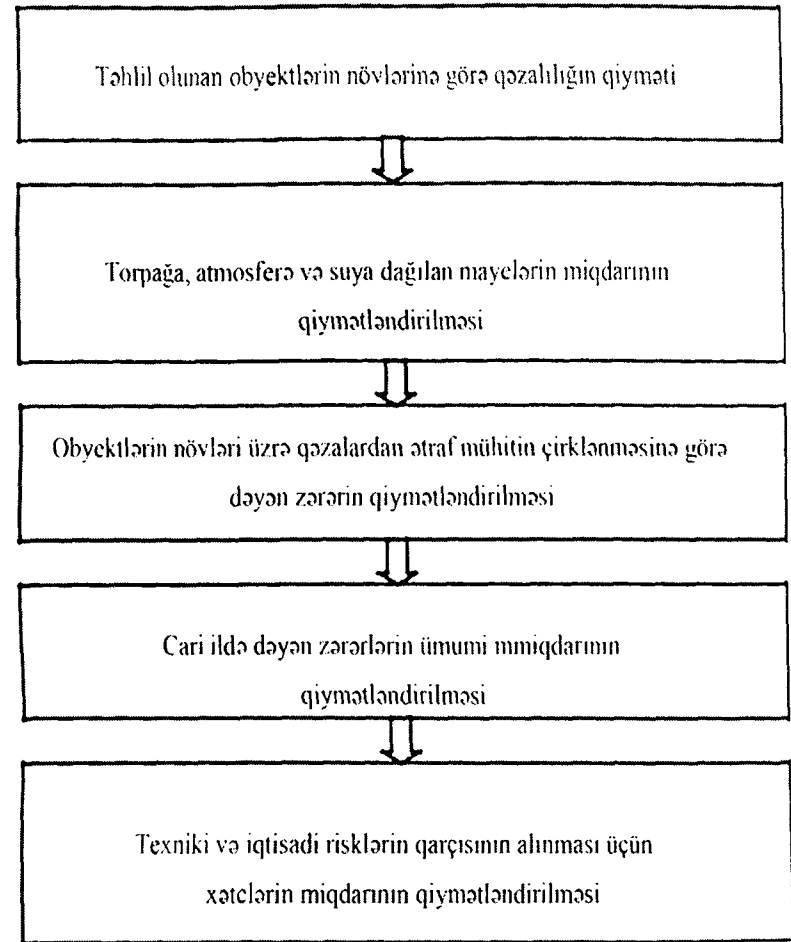 Təhlil olunan obyektlərin növlərinə görə qəzalılığın qiyməti
Torpağa, atmosferə və suya dağılan mayelərin miqdarının
qiymətləndirilməsi
Obyektlərin növləri üzrə qəzalardan ətraf mühitin çirklənməsinə görə
dəyən zərərin qiymətləndirilməsi
Cari ildə dəyən zərərlərin ümumi mmiqdarının
qiymətləndirilməsi
Texniki və iqtisadi risklərin qarçısının alınması üçün
xətclərin miqdarının qiymətləndirilməsi